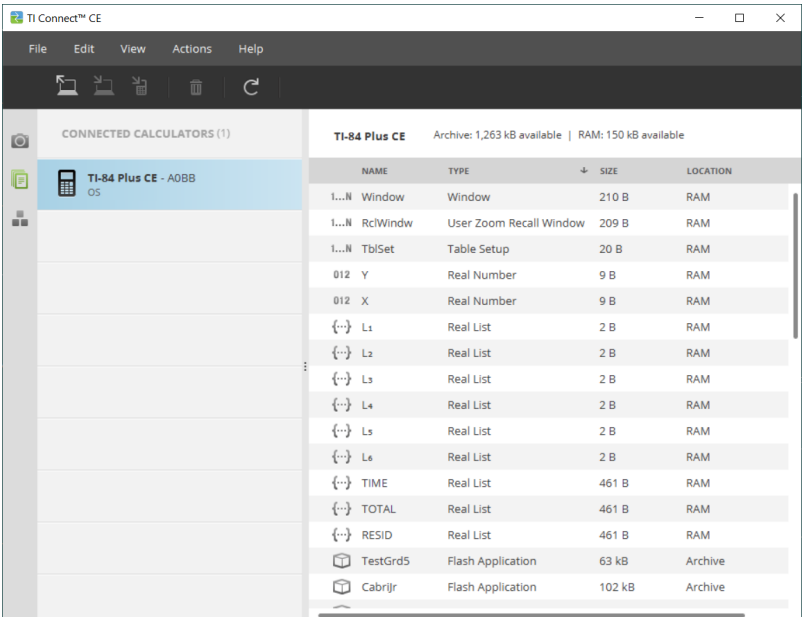 TI Connect™ CE
File Edit View Actions Help
CONNECTED CALCULATORS (1)
TI-84 Plus CE - A0BB
OS
TI-84 Plus CE Archive: 1,263 kB available | RAM: 150 kB available
NAME TYPE SIZE LOCATION
1...N Window Window 210 B RAM
1...N RclWindw User Zoom Recall Window 209 B RAM
1...N TblSet Table Setup 20 B RAM
012 Y Real Number 9 B RAM
012 X Real Number 9 B RAM
{···} L₁ Real List 2 B RAM
{···} L₂ Real List 2 B RAM
{···} L₃ Real List 2 B RAM
{···} L₄ Real List 2 B RAM
{···} L₅ Real List 2 B RAM
{···} L₆ Real List 2 B RAM
{···} TIME Real List 461 B RAM
{···} TOTAL Real List 461 B RAM
{···} RESID Real List 461 B RAM
TestGrd5 Flash Application 63 kB Archive
CabriJr Flash Application 102 kB Archive